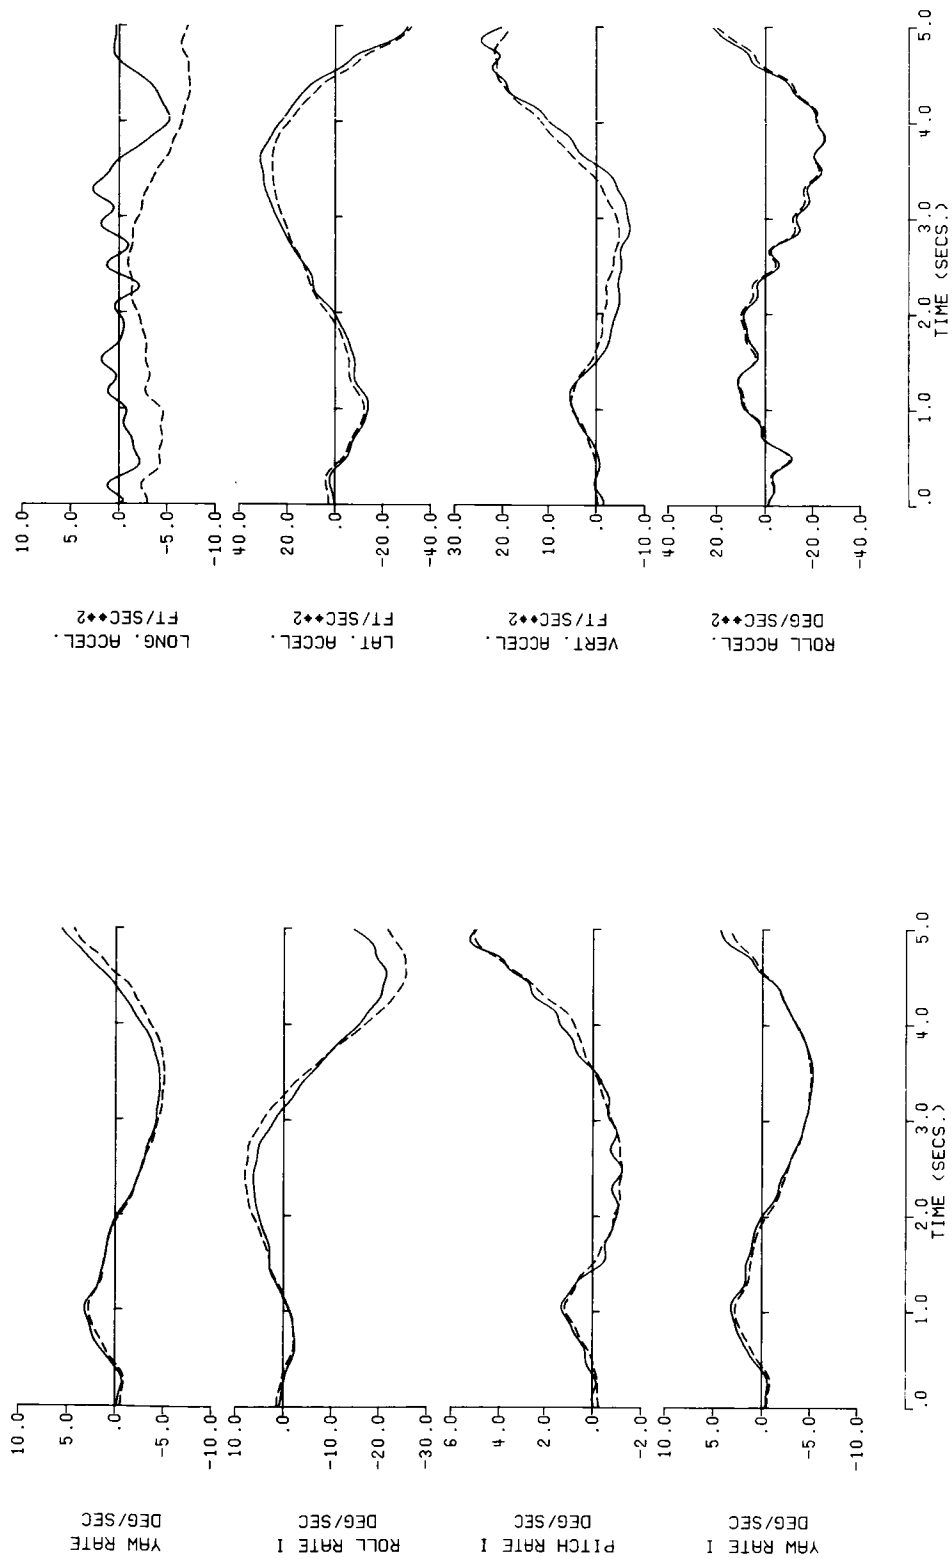 YAW RATE
DEG/SEC
10.0
5.0
.0
-5.0
-10.0
ROLL RATE I
DEG/SEC
10.0
.0
-10.0
-20.0
-30.0
PITCH RATE I
DEG/SEC
6.0
4.0
2.0
.0
-2.0
YAW RATE I
DEG/SEC
10.0
5.0
.0
-5.0
-10.0
.0 1.0 2.0 3.0 4.0 5.0
TIME (SECS.)
LONG. ACCEL.
FT/SEC**2
10.0
5.0
.0
-5.0
-10.0
LAT. ACCEL.
FT/SEC**2
40.0
20.0
.0
-20.0
-40.0
VERT. ACCEL.
FT/SEC**2
30.0
20.0
10.0
.0
-10.0
ROLL ACCEL.
DEG/SEC**2
40.0
20.0
.0
-20.0
-40.0
.0 1.0 2.0 3.0 4.0 5.0
TIME (SECS.)